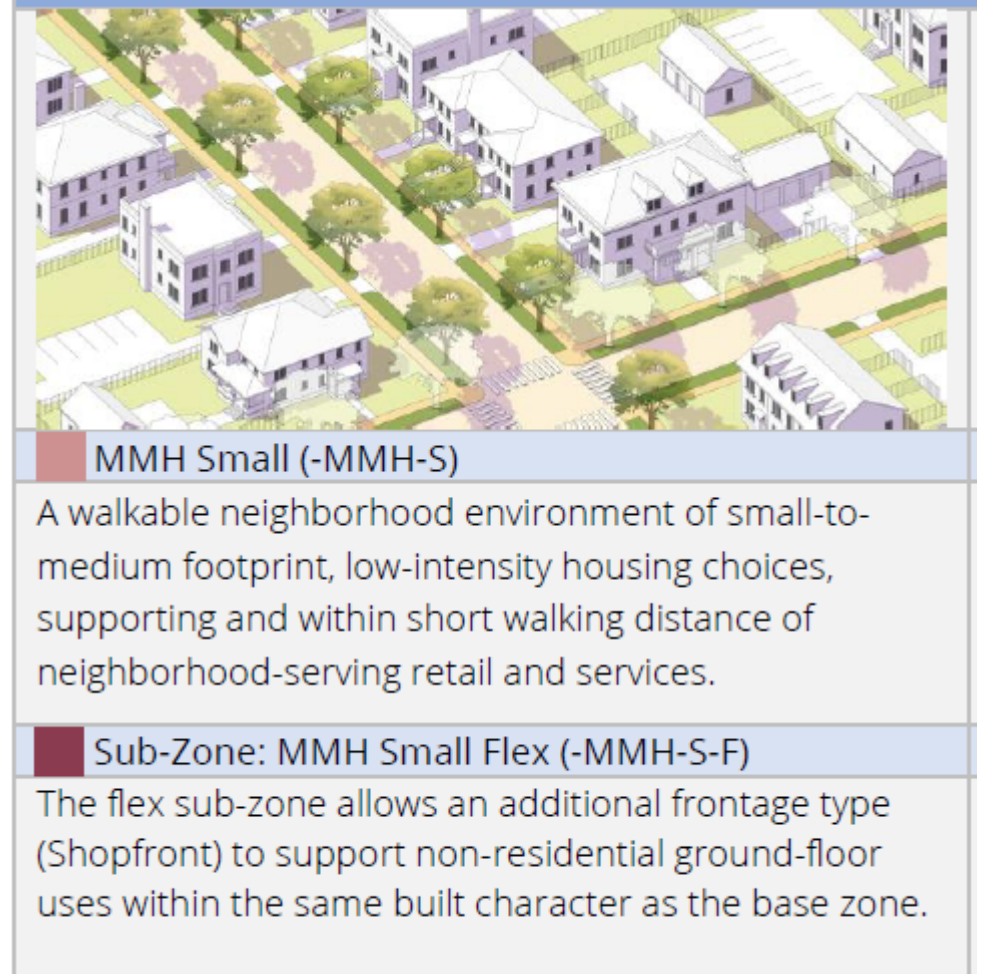 MMH Small (-MMH-S)
A walkable neighborhood environment of small-to-
medium footprint, low-intensity housing choices,
supporting and within short walking distance of
neighborhood-serving retail and services.
Sub-Zone: MMH Small Flex (-MMH-S-F)
The flex sub-zone allows an additional frontage type
(Shopfront) to support non-residential ground-floor
uses within the same built character as the base zone.